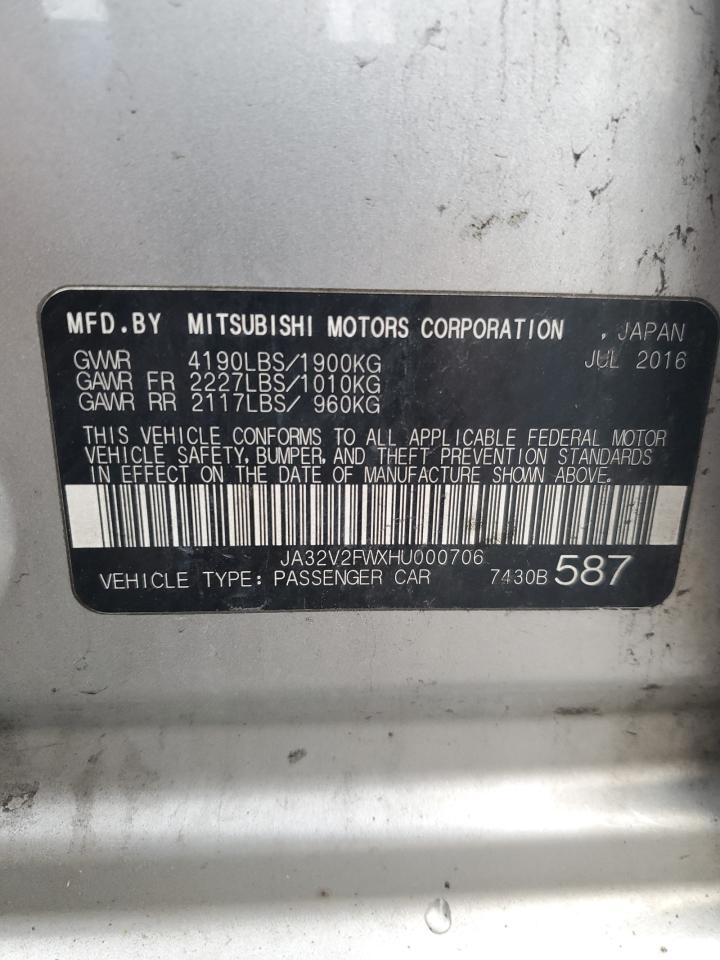 MFD.BY MITSUBISHI MOTORS CORPORATION , JAPAN
GVWR 4190LBS/1900KG JUL 2016
GAWR FR 2227LBS/1010KG
GAWR RR 2117LBS/ 960KG
THIS VEHICLE CONFORMS TO ALL APPLICABLE FEDERAL MOTOR
VEHICLE SAFETY, BUMPER, AND THEFT PREVENTION STANDARDS
IN EFFECT ON THE DATE OF MANUFACTURE SHOWN ABOVE.
JA32V2FWXHU000706
VEHICLE TYPE: PASSENGER CAR 7430B 587